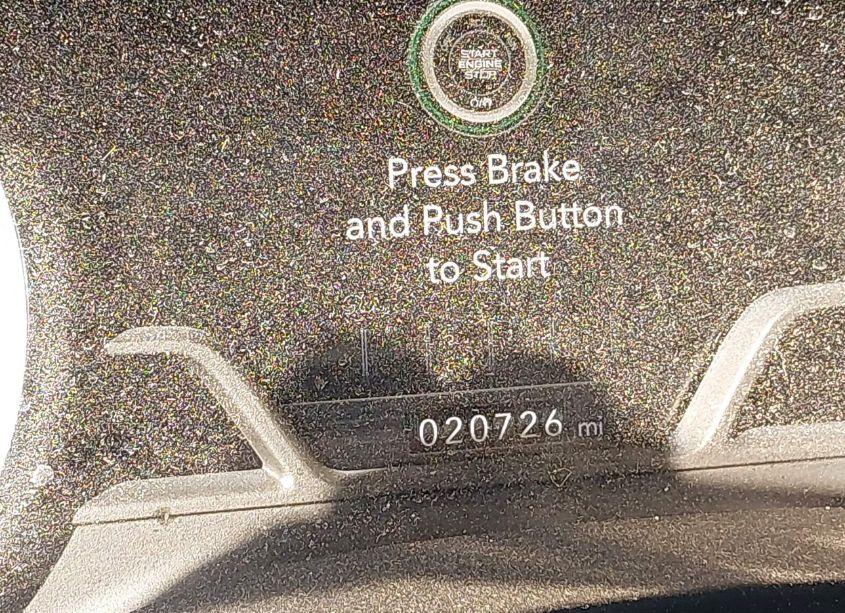 START
ENGINE
STOP
Press Brake
and Push Button
to Start
020726 mi